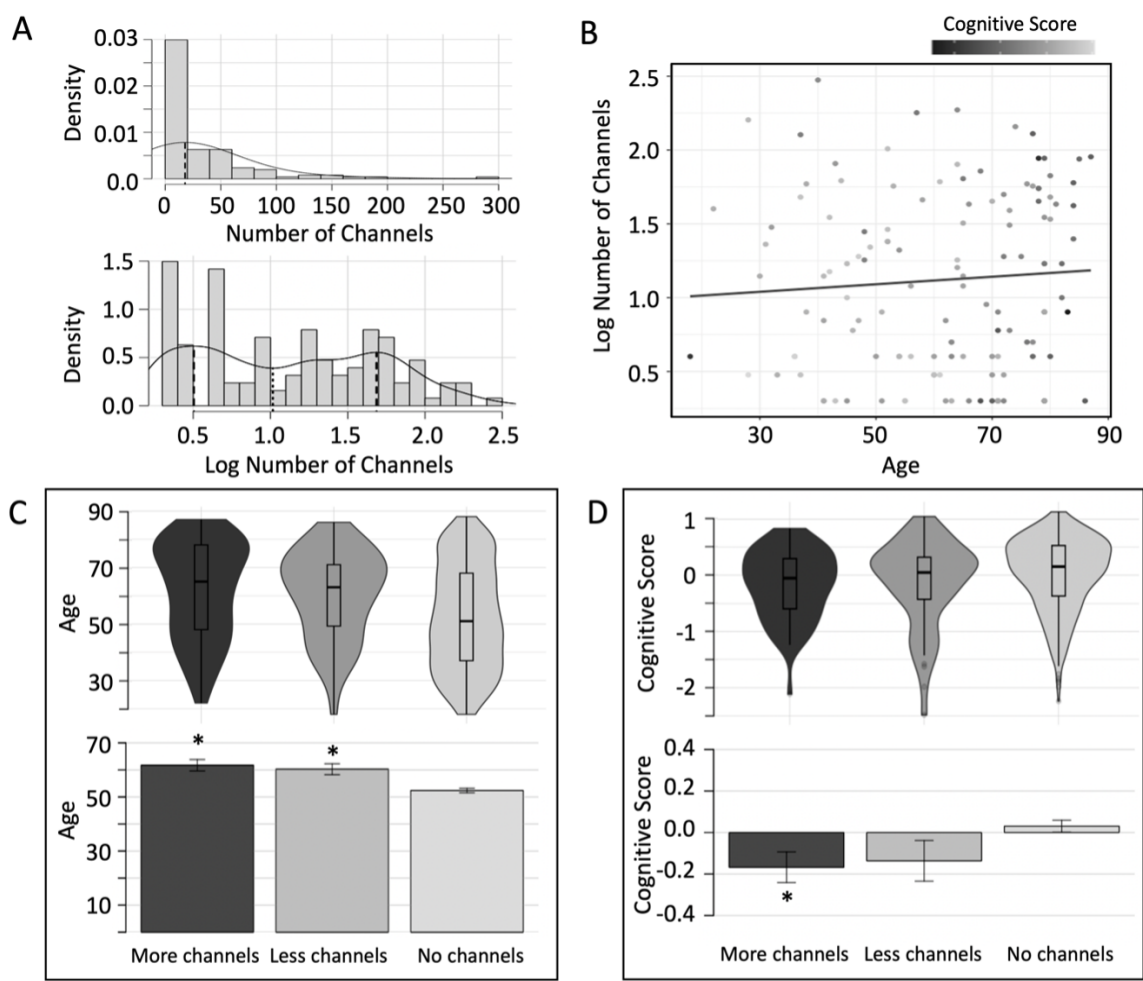 A
0.03
0.02
0.01
0.0
Density
0 50 100 150 200 250 300
Number of Channels
1.5
1.0
0.5
0.0
Density
0.5 1.0 1.5 2.0 2.5
Log Number of Channels
B
Cognitive Score
2.5
2.0
1.5
1.0
0.5
Log Number of Channels
30 50 70 90
Age
C
90
70
50
30
Age
70
50
30
10
Age
*
*
More channels Less channels No channels
D
1
0
-1
-2
Cognitive Score
0.4
0.2
0.0
-0.2
-0.4
Cognitive Score
*
More channels Less channels No channels